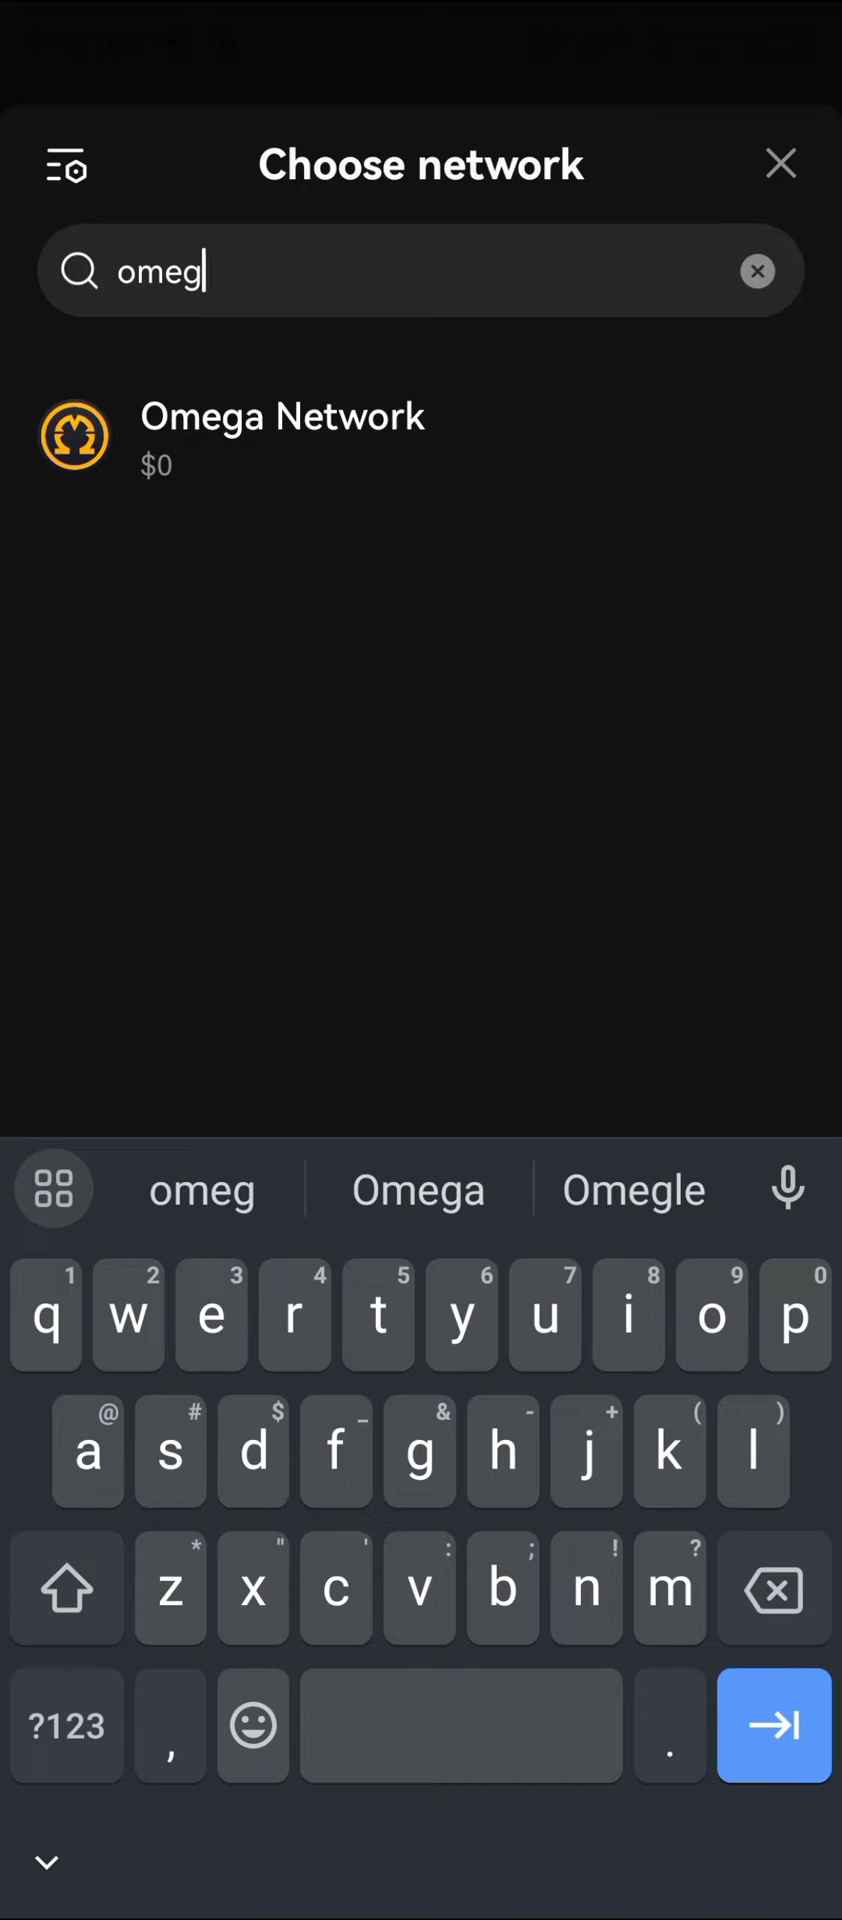 Choose network
omeg
Omega Network
$0
omeg Omega Omegle
1 2 3 4 5 6 7 8 9 0
q w e r t y u i o p
@ # $ _ & - + ( )
a s d f g h j k l
* " ' : ; ! ?
z x c v b n m
?123 , .